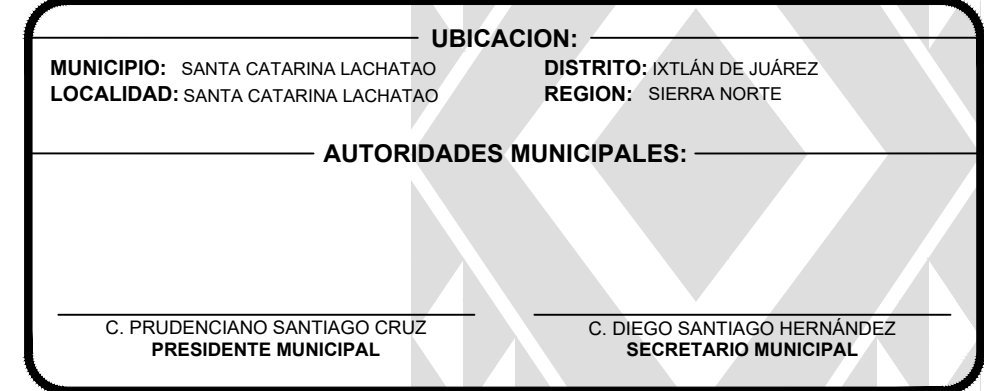 UBICACION:
MUNICIPIO: SANTA CATARINA LACHATAO
LOCALIDAD: SANTA CATARINA LACHATAO
DISTRITO: IXTLÁN DE JUÁREZ
REGION: SIERRA NORTE
AUTORIDADES MUNICIPALES:
C. PRUDENCIANO SANTIAGO CRUZ
PRESIDENTE MUNICIPAL
C. DIEGO SANTIAGO HERNÁNDEZ
SECRETARIO MUNICIPAL